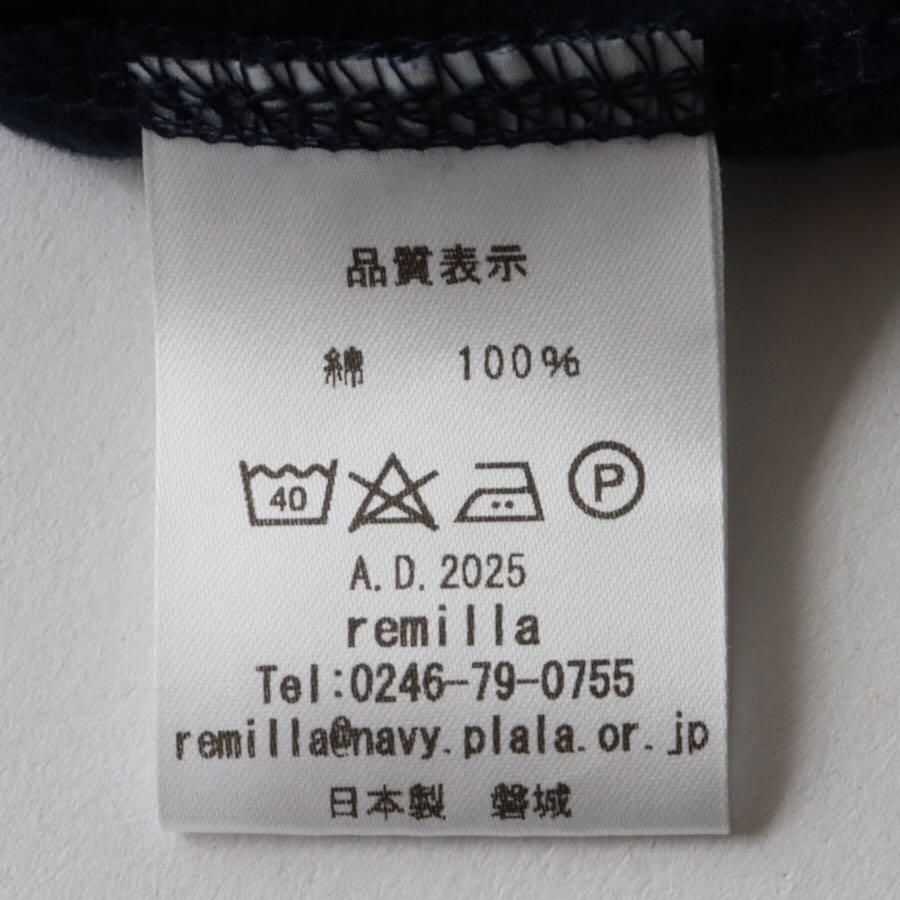 品質表示
綿 100%
40 P
A.D.2025
remilla
Tel:0246-79-0755
remilla@navy.plala.or.jp
日本製 磐城